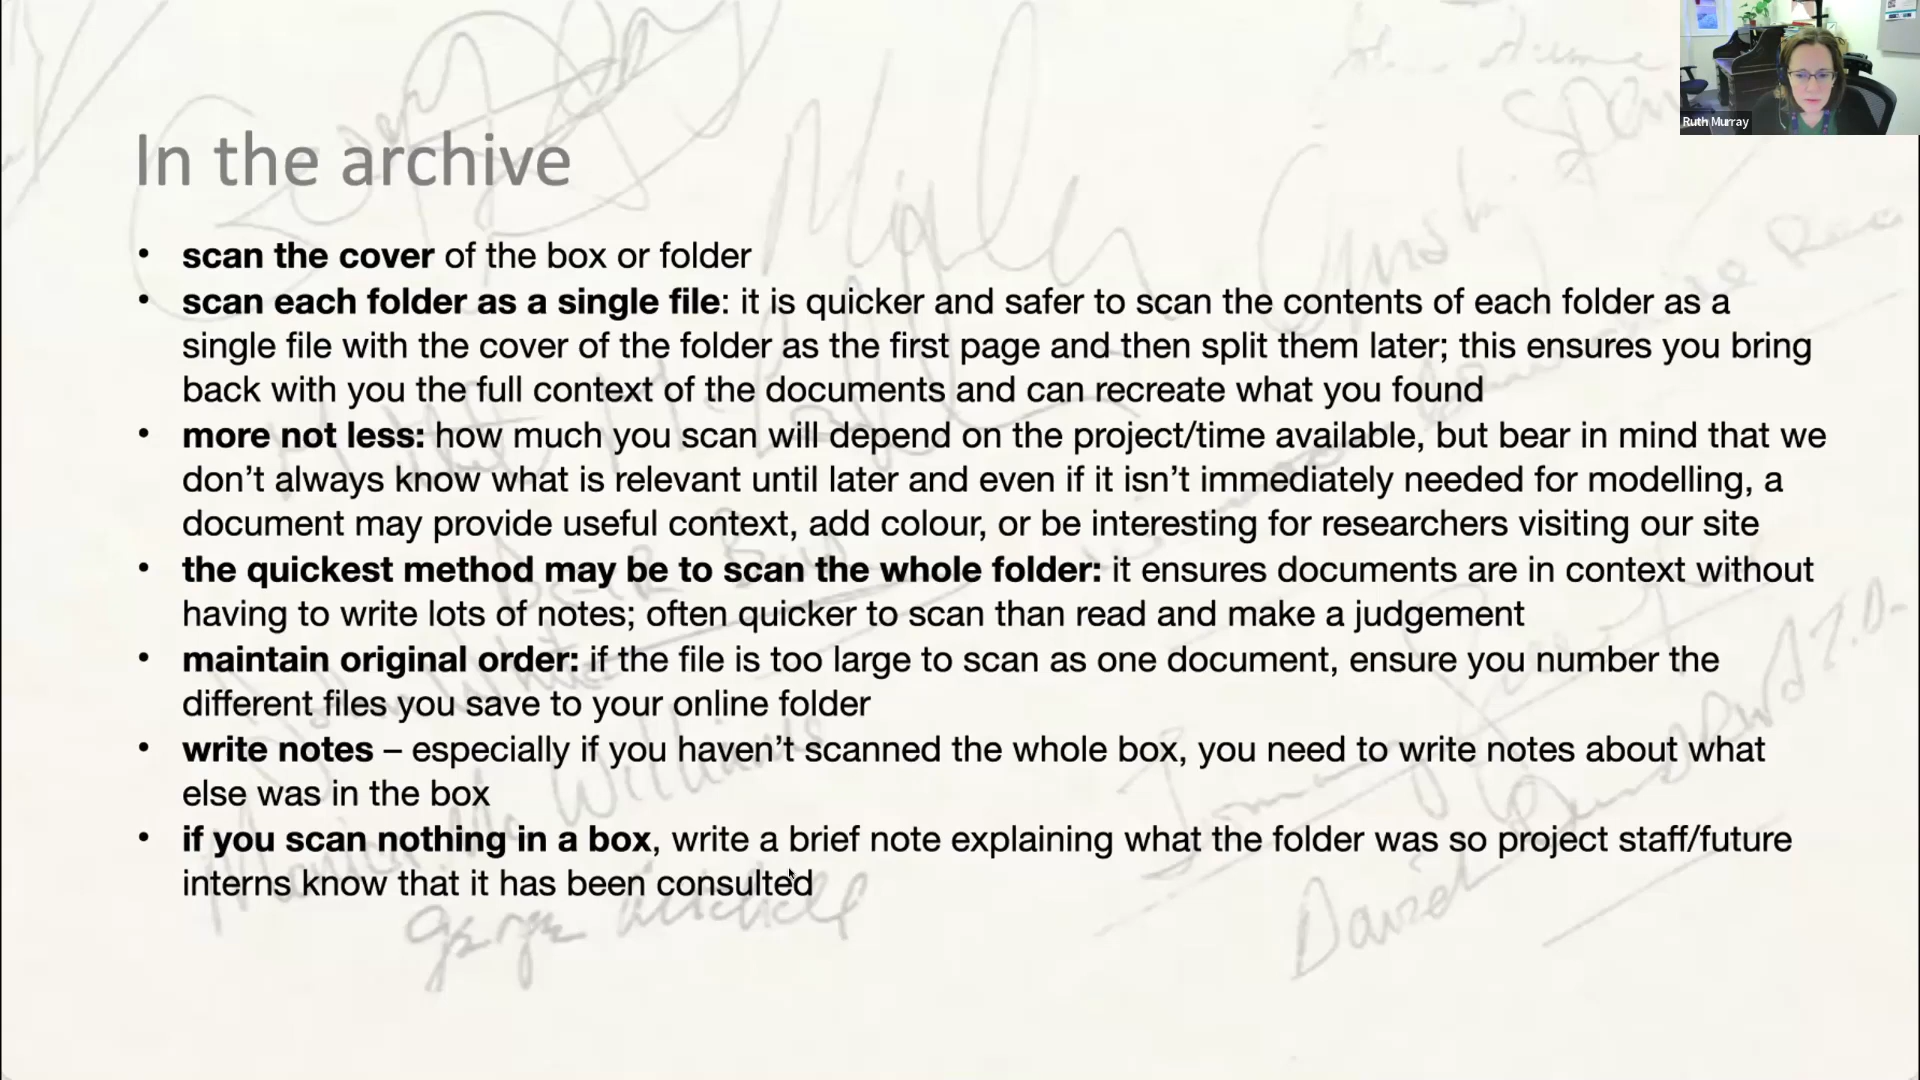 Ruth Murray
In the archive
• scan the cover of the box or folder
• scan each folder as a single file: it is quicker and safer to scan the contents of each folder as a
single file with the cover of the folder as the first page and then split them later; this ensures you bring
back with you the full context of the documents and can recreate what you found
• more not less: how much you scan will depend on the project/time available, but bear in mind that we
don’t always know what is relevant until later and even if it isn’t immediately needed for modelling, a
document may provide useful context, add colour, or be interesting for researchers visiting our site
• the quickest method may be to scan the whole folder: it ensures documents are in context without
having to write lots of notes; often quicker to scan than read and make a judgement
• maintain original order: if the file is too large to scan as one document, ensure you number the
different files you save to your online folder
• write notes – especially if you haven’t scanned the whole box, you need to write notes about what
else was in the box
• if you scan nothing in a box, write a brief note explaining what the folder was so project staff/future
interns know that it has been consulted
George Mitchell
David